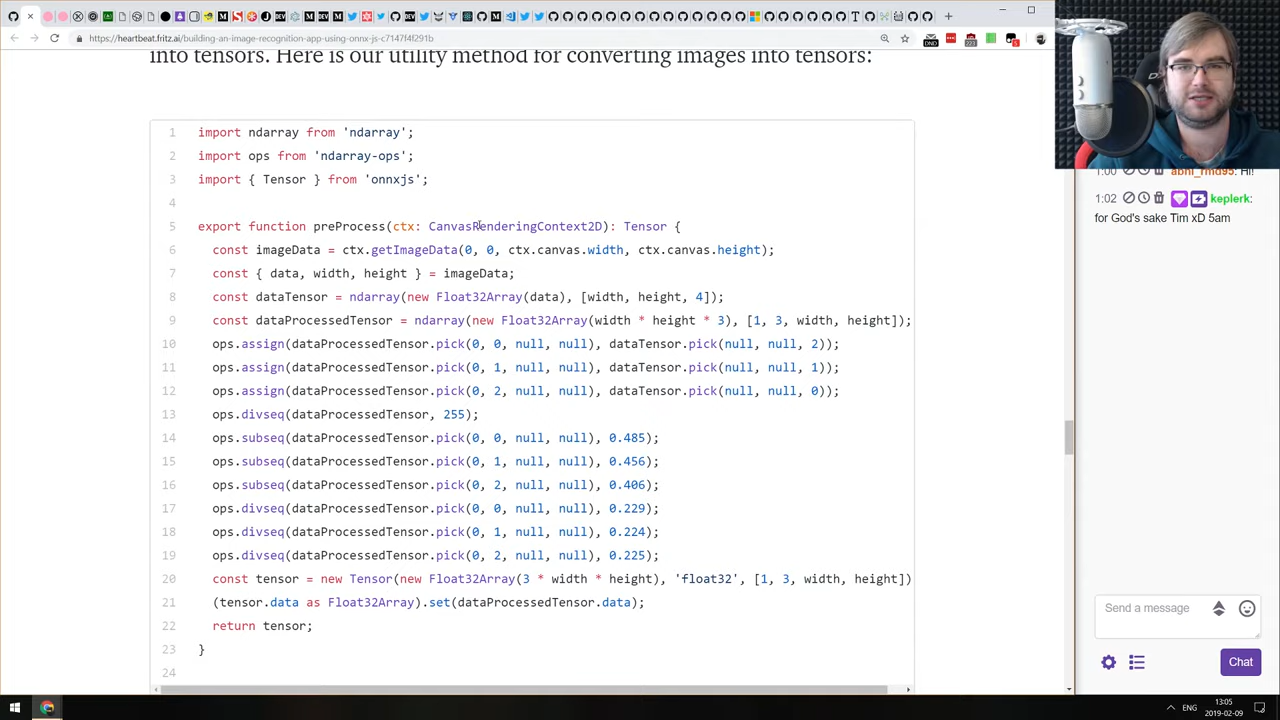 https://heartbeat.fritz.ai/building-an-image-recognition-app-using-onnx-js-c7147f4f291b
DND
223
5
into tensors. Here is our utility method for converting images into tensors:
1 import ndarray from 'ndarray';
2 import ops from 'ndarray-ops';
3 import { Tensor } from 'onnxjs';
4
5 export function preProcess(ctx: CanvasRenderingContext2D): Tensor {
6 const imageData = ctx.getImageData(0, 0, ctx.canvas.width, ctx.canvas.height);
7 const { data, width, height } = imageData;
8 const dataTensor = ndarray(new Float32Array(data), [width, height, 4]);
9 const dataProcessedTensor = ndarray(new Float32Array(width * height * 3), [1, 3, width, height]);
10 ops.assign(dataProcessedTensor.pick(0, 0, null, null), dataTensor.pick(null, null, 2));
11 ops.assign(dataProcessedTensor.pick(0, 1, null, null), dataTensor.pick(null, null, 1));
12 ops.assign(dataProcessedTensor.pick(0, 2, null, null), dataTensor.pick(null, null, 0));
13 ops.divseq(dataProcessedTensor, 255);
14 ops.subseq(dataProcessedTensor.pick(0, 0, null, null), 0.485);
15 ops.subseq(dataProcessedTensor.pick(0, 1, null, null), 0.456);
16 ops.subseq(dataProcessedTensor.pick(0, 2, null, null), 0.406);
17 ops.divseq(dataProcessedTensor.pick(0, 0, null, null), 0.229);
18 ops.divseq(dataProcessedTensor.pick(0, 1, null, null), 0.224);
19 ops.divseq(dataProcessedTensor.pick(0, 2, null, null), 0.225);
20 const tensor = new Tensor(new Float32Array(3 * width * height), 'float32', [1, 3, width, height])
21 (tensor.data as Float32Array).set(dataProcessedTensor.data);
22 return tensor;
23 }
24
1:00 abhi_rmd95: Hi!
1:02 keplerk:
for God's sake Tim xD 5am
Send a message
Chat
ENG
13:05
2019-02-09